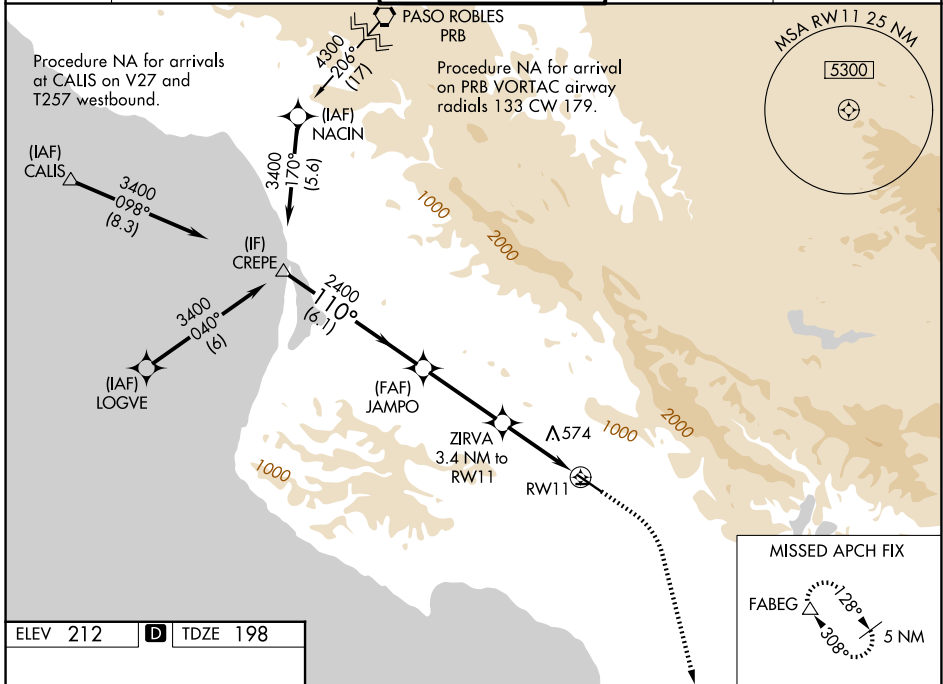 PASO ROBLES
PRB
4300
206°
(17)
Procedure NA for arrivals
at CALIS on V27 and
T257 westbound.
Procedure NA for arrival
on PRB VORTAC airway
radials 133 CW 179.
MSA RW11 25 NM
5300
(IAF)
NACIN
(IAF)
CALIS
3400
098°
(8.3)
3400
170°
(5.6)
1000
2000
(IF)
CREPE
3400
040°
(6)
(IAF)
LOGVE
2400
110°
(6.1)
(FAF)
JAMPO
ZIRVA
3.4 NM to
RW11
574
1000
2000
1000
RW11
MISSED APCH FIX
FABEG
128°
308°
5 NM
ELEV 212 D TDZE 198